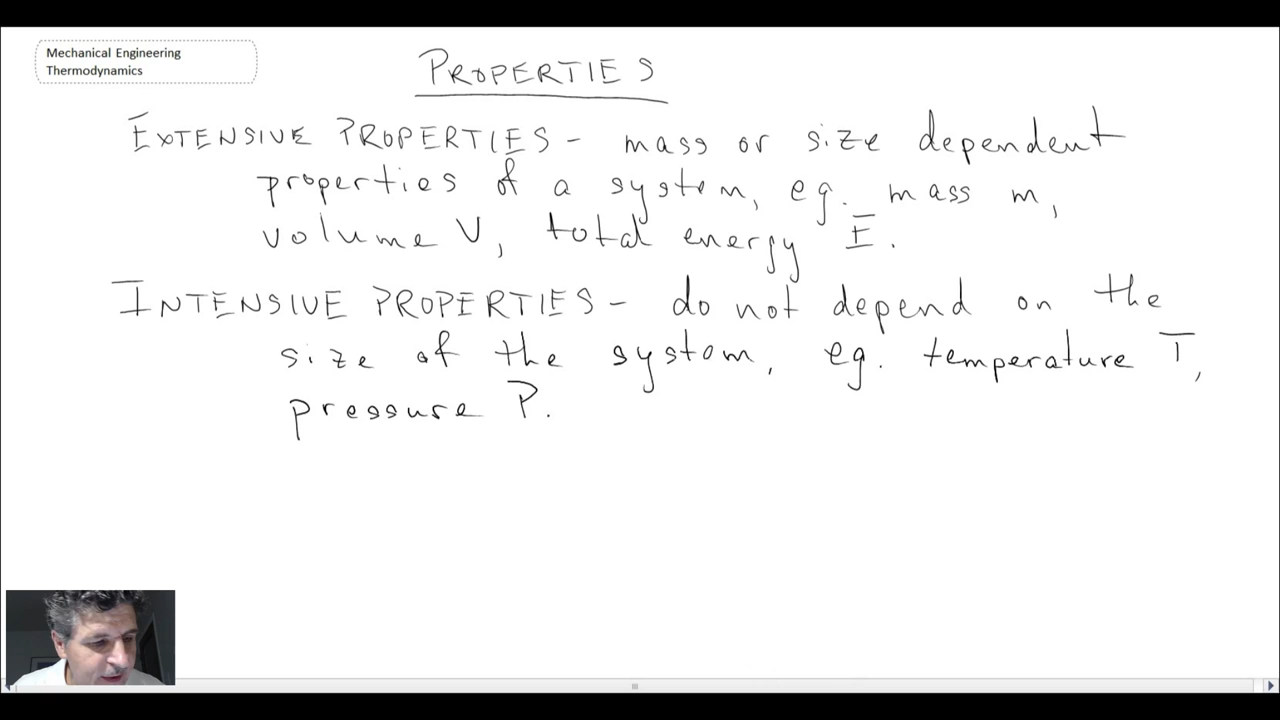 Mechanical Engineering
Thermodynamics
PROPERTIES
EXTENSIVE PROPERTIES - mass or size dependent
properties of a system, eg. mass m,
volume V, total energy E.
INTENSIVE PROPERTIES - do not depend on the
size of the system, eg. temperature T,
pressure P.